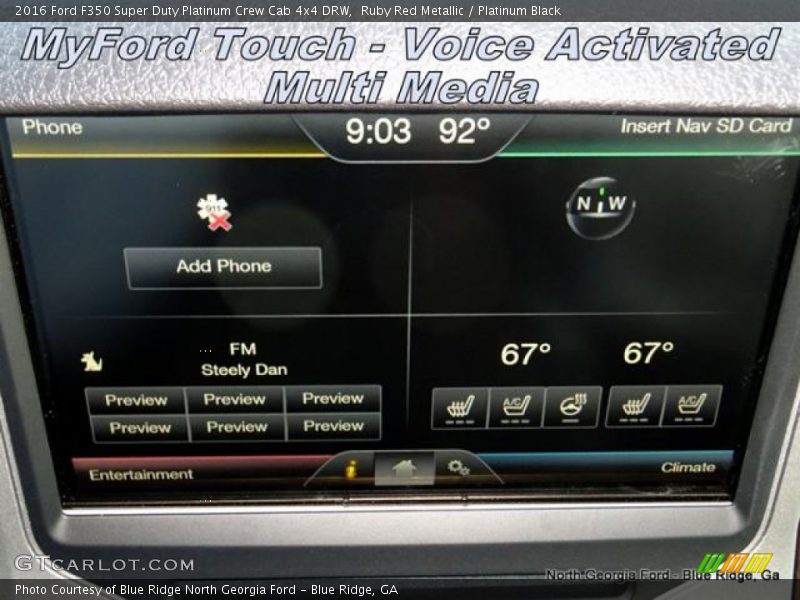 2016 Ford F350 Super Duty Platinum Crew Cab 4x4 DRW, Ruby Red Metallic / Platinum Black
MyFord Touch - Voice Activated
Multi Media
Phone
9:03 92°
Insert Nav SD Card
911
N W
Add Phone
FM
Steely Dan
67° 67°
Preview Preview Preview
Preview Preview Preview
A/C A/C
Entertainment
i
Climate
GTCARLOT.COM
North Georgia Ford - Blue Ridge, Ga
Photo Courtesy of Blue Ridge North Georgia Ford - Blue Ridge, GA